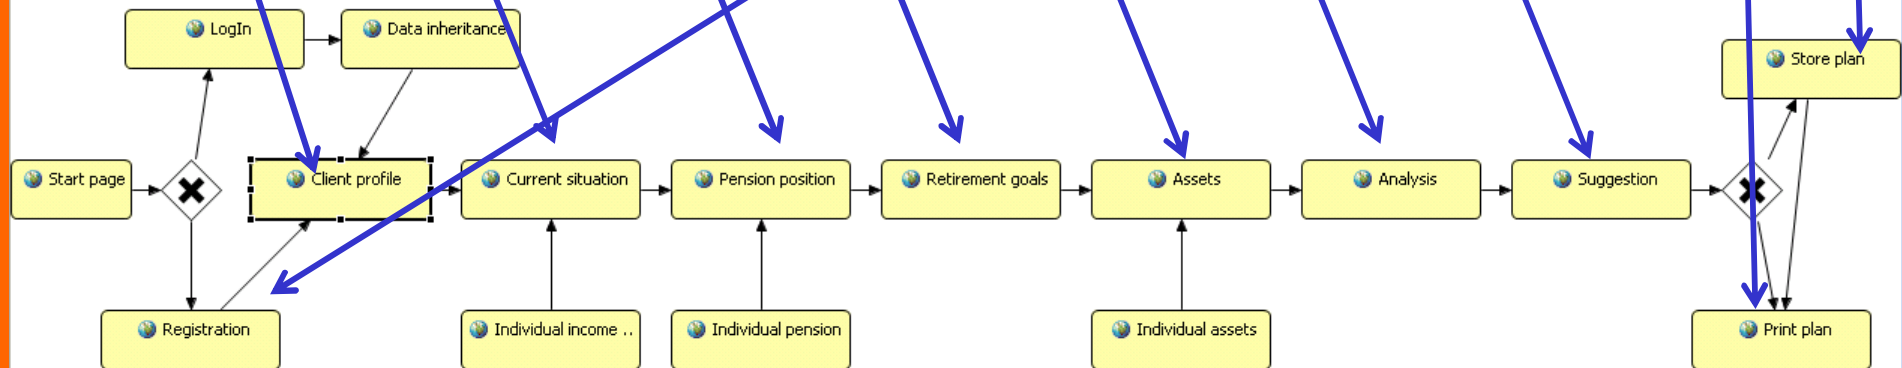 LogIn
Data inheritance
Store plan
Start page
Client profile
Current situation
Pension position
Retirement goals
Assets
Analysis
Suggestion
Registration
Individual income ..
Individual pension
Individual assets
Print plan